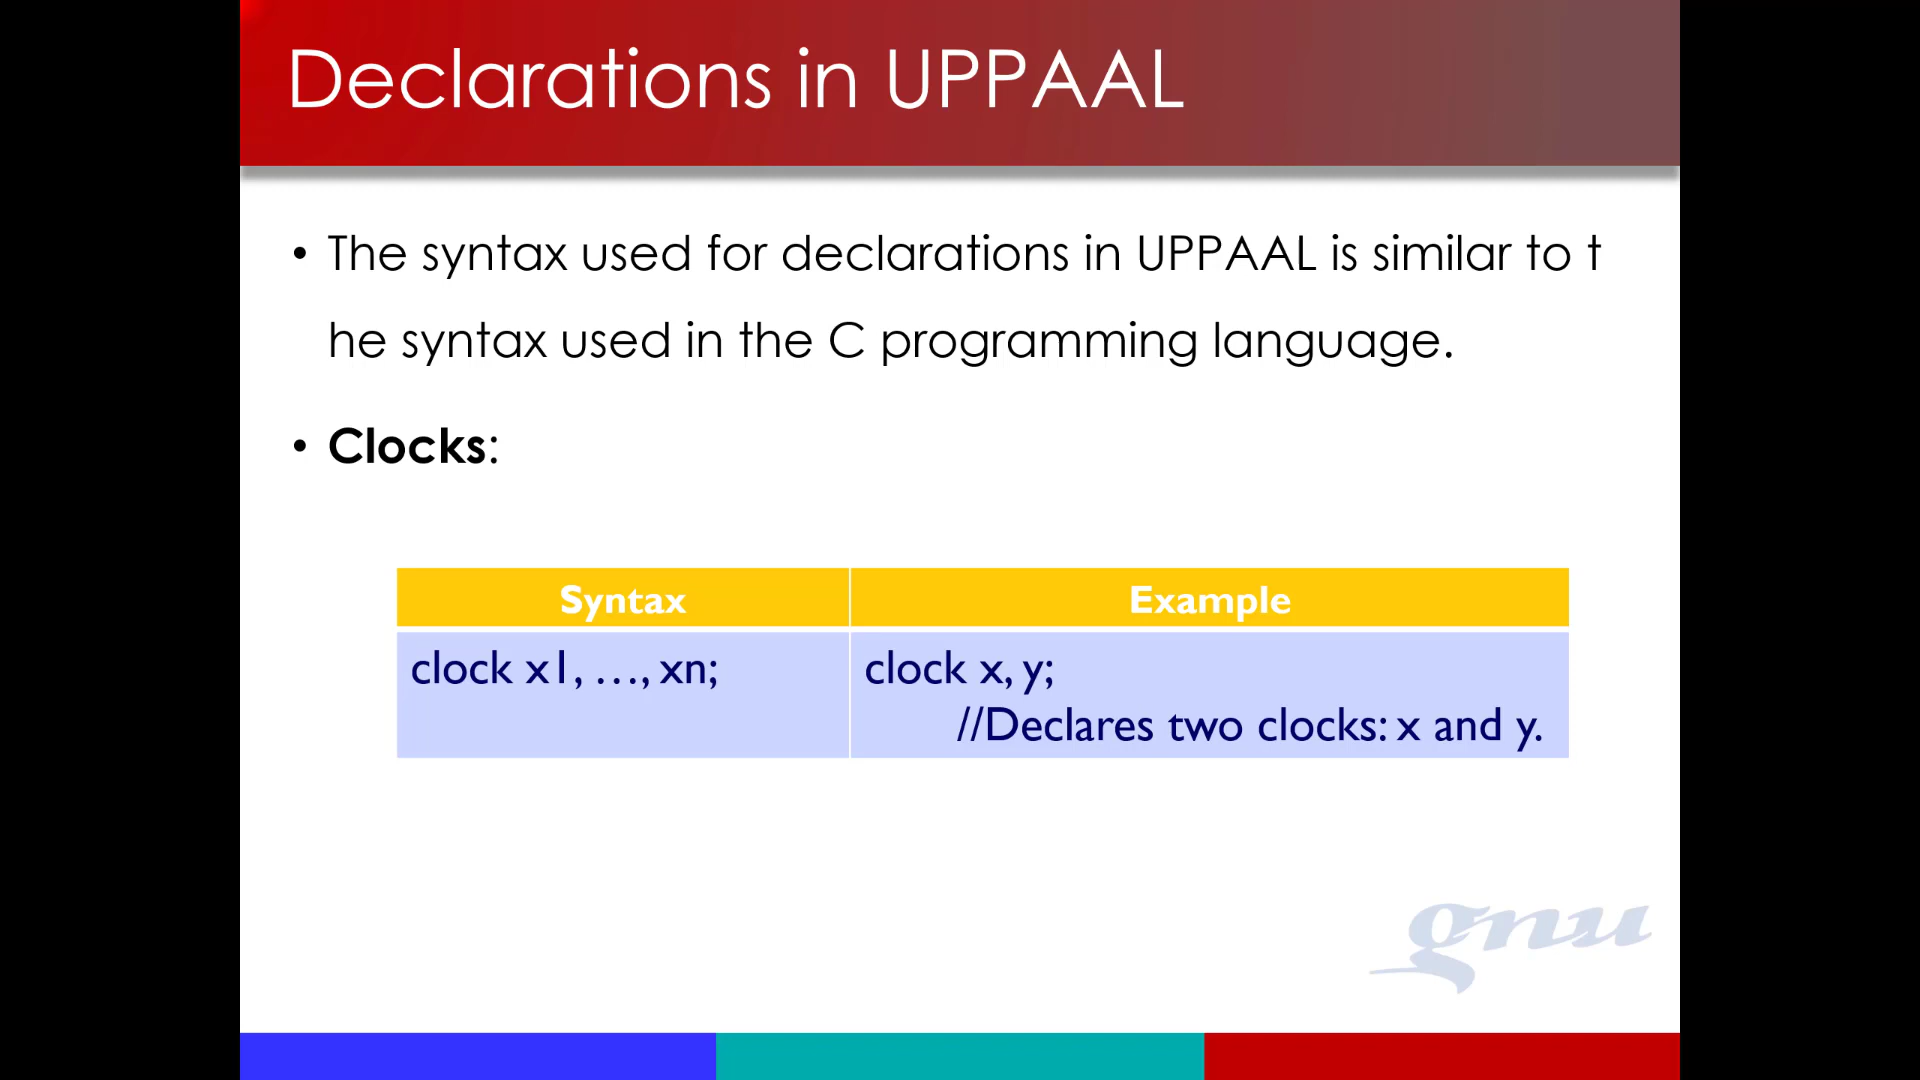 Declarations in UPPAAL
• The syntax used for declarations in UPPAAL is similar to t
he syntax used in the C programming language.
• Clocks:
Syntax Example
clock x1, …, xn; clock x, y;
//Declares two clocks: x and y.
gnu